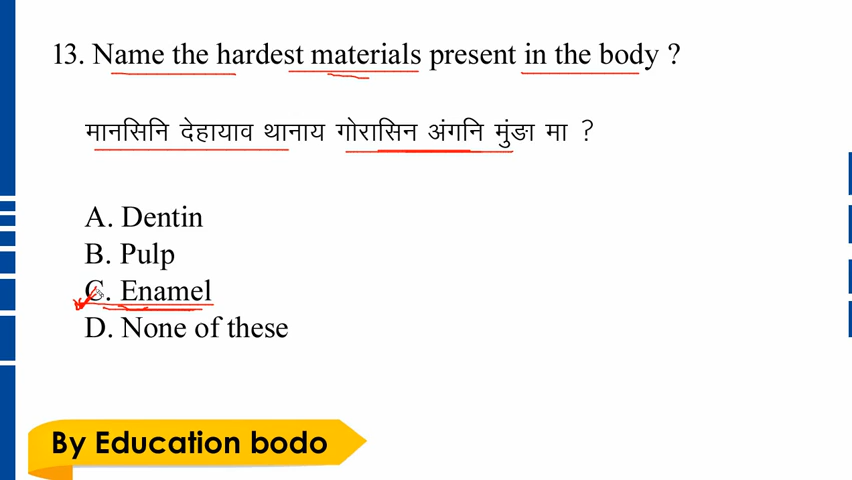 13. Name the hardest materials present in the body ?
मानसिनि देहायाव थानाय गोरासिन अंगनि मुंङा मा ?
A. Dentin
B. Pulp
C. Enamel
D. None of these
By Education bodo